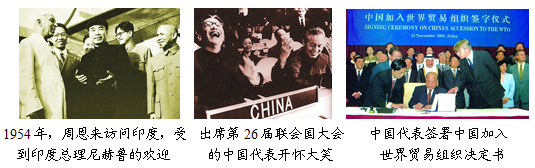 中国加入世界贸易组织签字仪式
SIGNING CEREMONY ON CHINA'S ACCESSION TO THE WTO
11 November 2001, Doha
CHINA
1954年，周恩来访问印度，受
到印度总理尼赫鲁的欢迎
出席第26届联合国大会
的中国代表开怀大笑
中国代表签署中国加入
世界贸易组织决定书